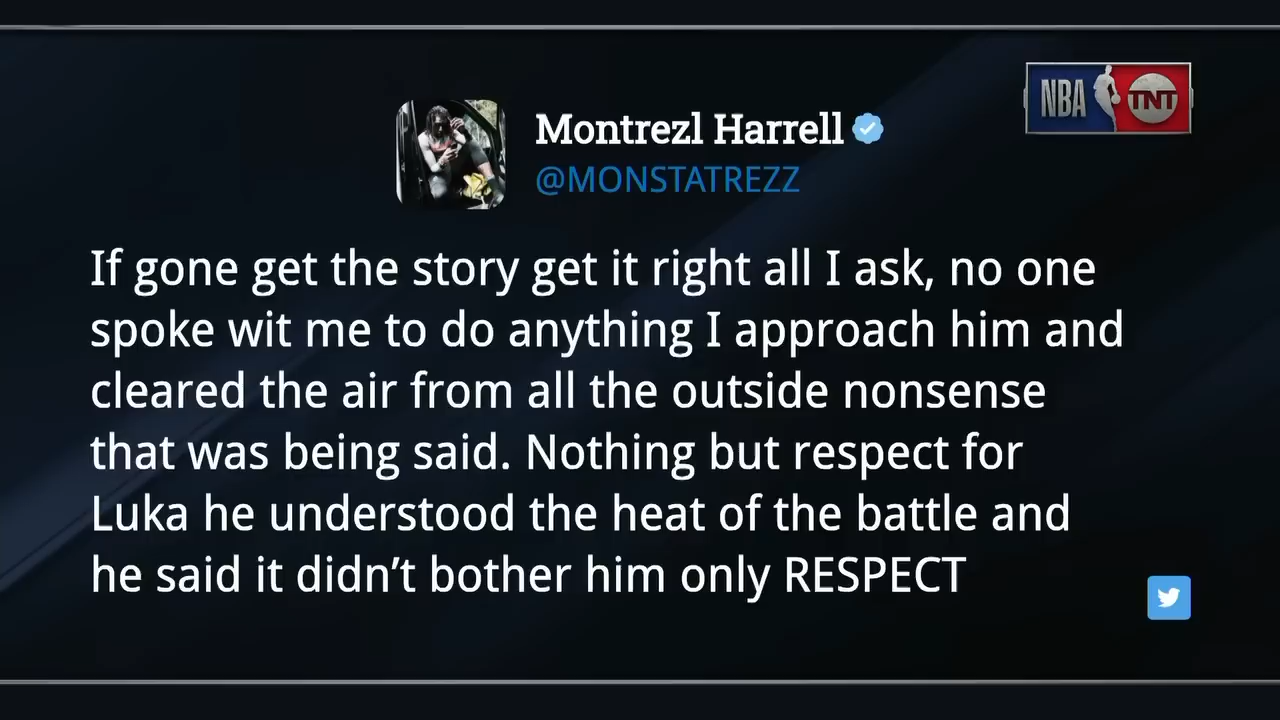 NBA TNT
Montrezl Harrell
@MONSTATREZZ
If gone get the story get it right all I ask, no one
spoke wit me to do anything I approach him and
cleared the air from all the outside nonsense
that was being said. Nothing but respect for
Luka he understood the heat of the battle and
he said it didn’t bother him only RESPECT